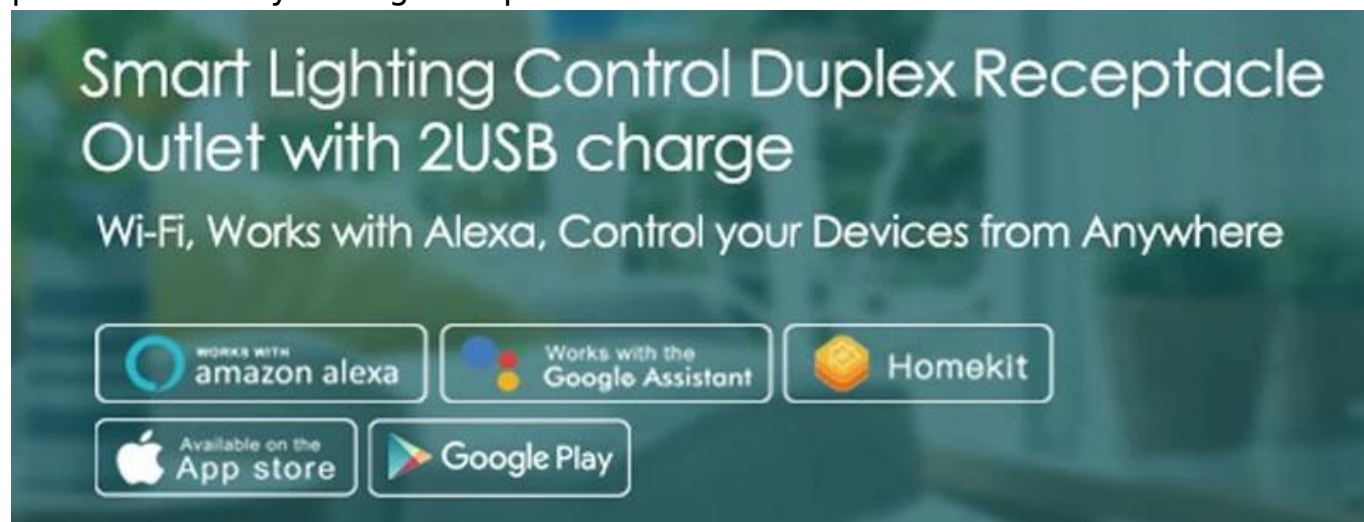 Smart Lighting Control Duplex Receptacle
Outlet with 2USB charge
Wi-Fi, Works with Alexa, Control your Devices from Anywhere
WORKS WITH
amazon alexa
Works with the
Google Assistant
Homekit
Available on the
App store
Google Play